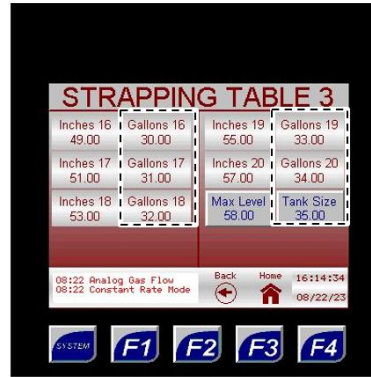 STRAPPING TABLE 3
Inches 16 Gallons 16 Inches 19 Gallons 19
49.00 30.00 55.00 33.00
Inches 17 Gallons 17 Inches 20 Gallons 20
51.00 31.00 57.00 34.00
Inches 18 Gallons 18 Max Level Tank Size
53.00 32.00 58.00 35.00
Back Home 16:14:34
08:22 Analog Gas Flow
08:22 Constant Rate Mode
08/22/23
SYSTEM F1 F2 F3 F4